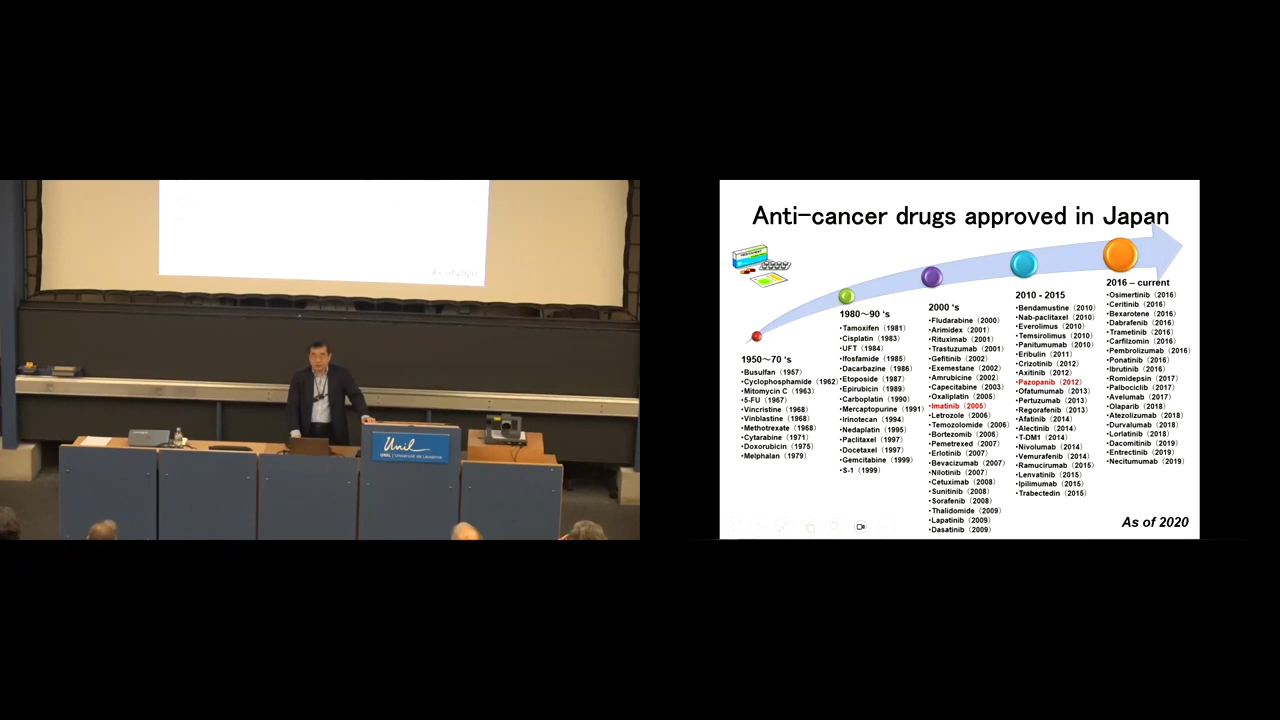 As of 2020
Unil
UNIL | Université de Lausanne
Anti-cancer drugs approved in Japan
1950～70 's
・Busulfan（1957）
・Cyclophosphamide（1962）
・Mitomycin C（1963）
・5-FU（1967）
・Vincristine（1968）
・Vinblastine（1968）
・Methotrexate（1968）
・Cytarabine（1971）
・Doxorubicin（1975）
・Melphalan（1979）
1980～90 's
・Tamoxifen（1981）
・Cisplatin（1983）
・UFT（1984）
・Ifosfamide（1985）
・Dacarbazine（1986）
・Etoposide（1987）
・Epirubicin（1989）
・Carboplatin（1990）
・Mercaptopurine（1991）
・Irinotecan（1994）
・Nedaplatin（1995）
・Paclitaxel（1997）
・Docetaxel（1997）
・Gemcitabine（1999）
・S-1（1999）
2000 's
・Fludarabine（2000）
・Arimidex（2001）
・Rituximab（2001）
・Trastuzumab（2001）
・Gefitinib（2002）
・Exemestane（2002）
・Amrubicine（2002）
・Capecitabine（2003）
・Oxaliplatin（2005）
・Imatinib（2005）
・Letrozole（2006）
・Temozolomide（2006）
・Bortezomib（2006）
・Pemetrexed（2007）
・Erlotinib（2007）
・Bevacizumab（2007）
・Nilotinib（2007）
・Cetuximab（2008）
・Sunitinib（2008）
・Sorafenib（2008）
・Thalidomide（2009）
・Lapatinib（2009）
・Dasatinib（2009）
2010 - 2015
・Bendamustine（2010）
・Nab-paclitaxel（2010）
・Everolimus（2010）
・Temsirolimus（2010）
・Panitumumab（2010）
・Eribulin（2011）
・Crizotinib（2012）
・Axitinib（2012）
・Pazopanib（2012）
・Ofatumumab（2013）
・Pertuzumab（2013）
・Regorafenib（2013）
・Afatinib（2014）
・Alectinib（2014）
・T-DM1（2014）
・Nivolumab（2014）
・Vemurafenib（2014）
・Ramucirumab（2015）
・Lenvatinib（2015）
・Ipilimumab（2015）
・Trabectedin（2015）
2016 – current
・Osimertinib（2016）
・Ceritinib（2016）
・Bexarotene（2016）
・Dabrafenib（2016）
・Trametinib（2016）
・Carfilzomib（2016）
・Pembrolizumab（2016）
・Ponatinib（2016）
・Ibrutinib（2016）
・Romidepsin（2017）
・Palbociclib（2017）
・Avelumab（2017）
・Olaparib（2018）
・Atezolizumab（2018）
・Durvalumab（2018）
・Lorlatinib（2018）
・Dacomitinib（2019）
・Entrectinib（2019）
・Necitumumab（2019）
As of 2020